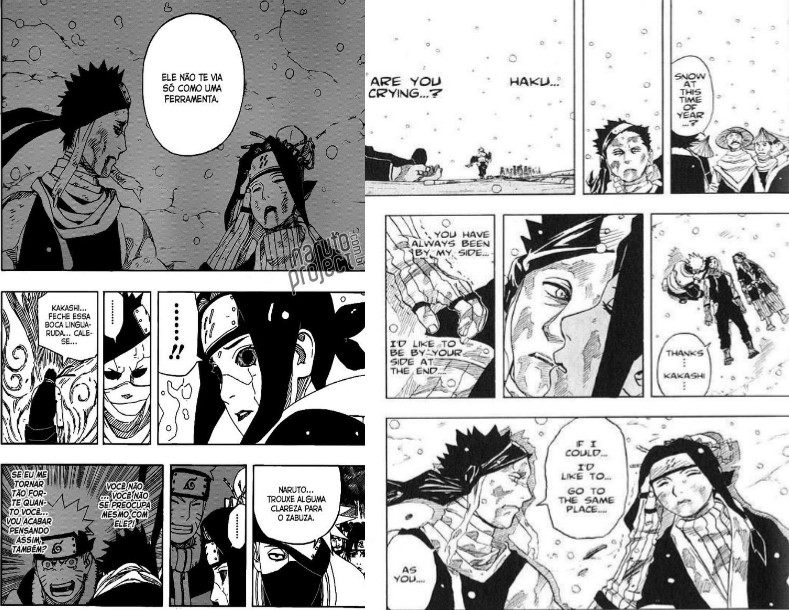 ELE NÃO TE VIA
SÓ COMO UMA
FERRAMENTA.
naruto
project
.com.br
........!!
.......
KAKASHI...
FECHE ESSA
BOCA LINGUA-
RUDA... CALE-
SE...
NARUTO...
TROUXE ALGUMA
CLAREZA PARA
O ZABUZA.
.......
VOCÊ NÃO
... VOCÊ NÃO
SE PREOCUPA
MESMO COM
ELE?!
SE EU ME
TORNAR
TÃO FOR-
TE QUAN-
TO VOCÊ...
VOU ACABAR
PENSANDO
ASSIM,
TAMBÉM?
SNOW
AT
THIS
TIME
OF
YEAR
...?
HAKU...
ARE YOU
CRYING...?
THANKS
......
KAKASHI
YOU HAVE
ALWAYS BEEN
BY MY SIDE...
I'D LIKE TO
BE BY YOUR
SIDE AT
THE END....
IF I
COULD...
I'D LIKE
TO...
GO TO
THE SAME
PLACE...
AS
YOU....